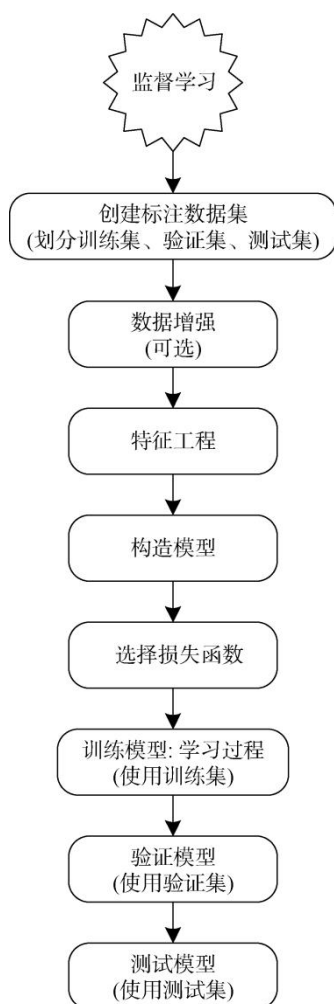 监督学习
创建标注数据集
(划分训练集、验证集、测试集)
数据增强
(可选)
特征工程
构造模型
选择损失函数
训练模型: 学习过程
(使用训练集)
验证模型
(使用验证集)
测试模型
(使用测试集)